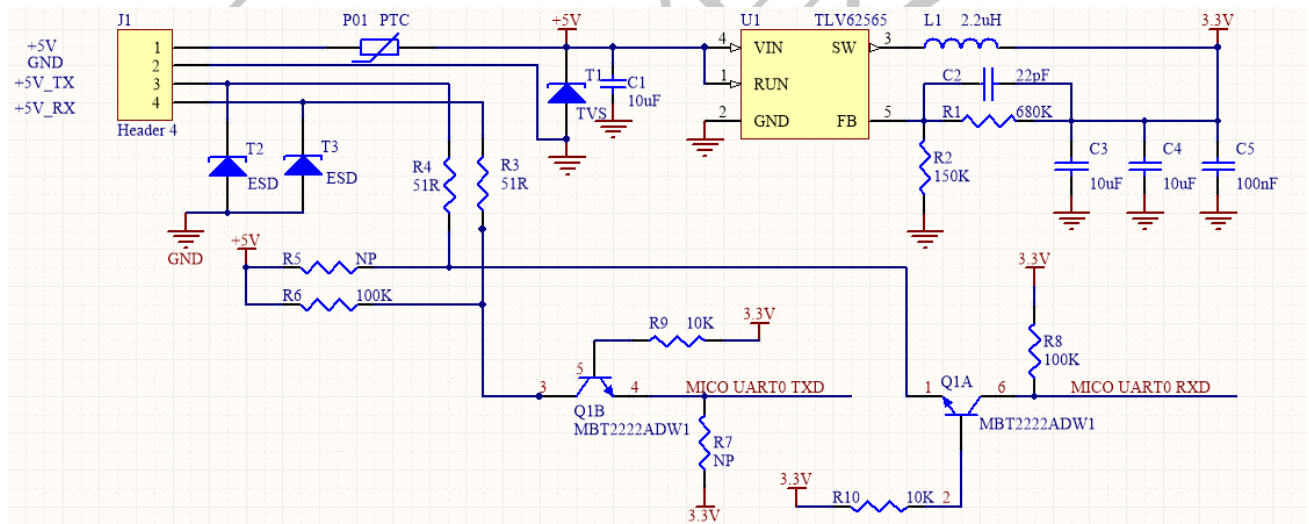 J1
P01 PTC
+5V
U1 TLV62565
L1 2.2uH
3.3V
+5V
GND
+5V_TX
+5V_RX
1
2
3
4
Header 4
T1
TVS
C1
10uF
4 VIN SW 3
1 RUN
2 GND FB 5
C2 22pF
R1 680K
R2
150K
C3
10uF
C4
10uF
C5
100nF
T2
ESD
T3
ESD
R4
51R
R3
51R
GND
+5V
R5 NP
R6 100K
R9 10K
3.3V
3.3V
R8
100K
3
5
4
MICO UART0 TXD
Q1B
MBT2222ADW1
R7
NP
3.3V
1
Q1A
6
MICO UART0 RXD
MBT2222ADW1
3.3V
R10 10K 2